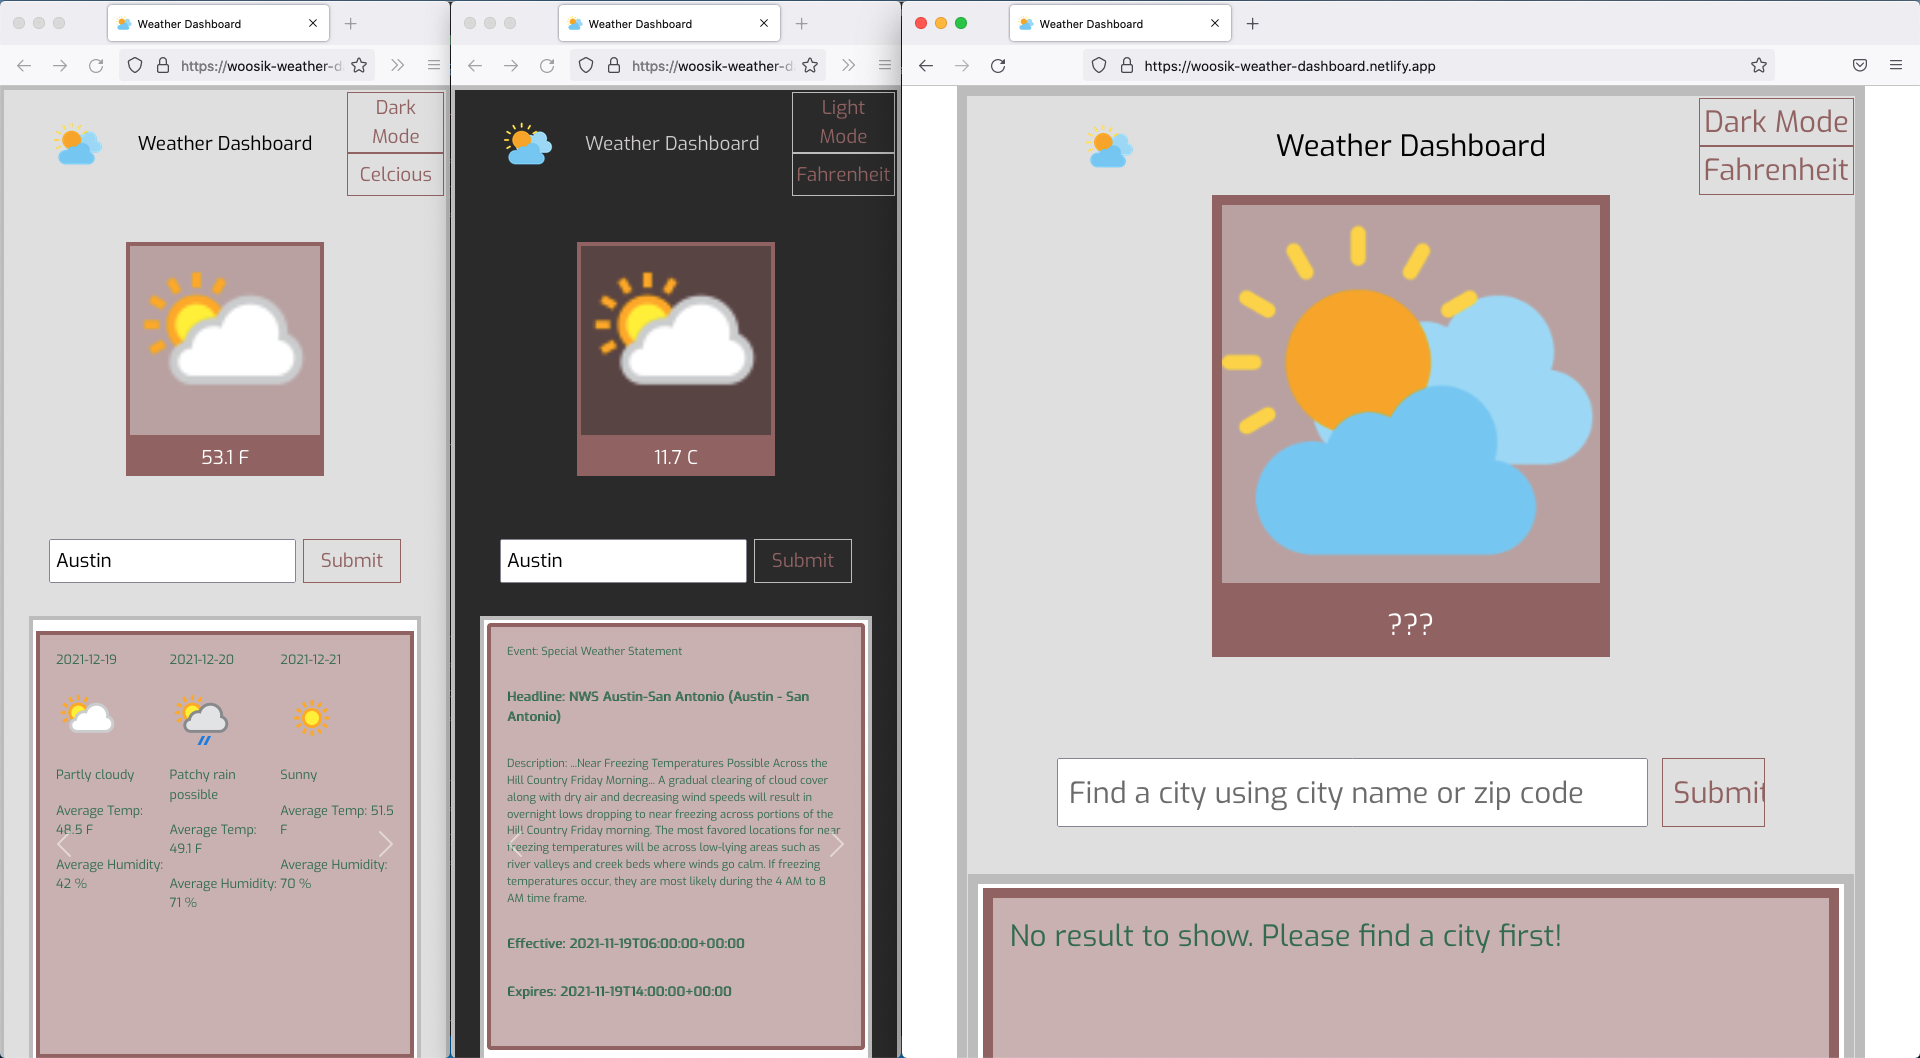 Weather Dashboard
https://woosik-weather-d
Weather Dashboard
Dark
Mode
Celcious
53.1 F
Austin
Submit
2021-12-19
Partly cloudy
Average Temp:
48.5 F
Average Humidity:
42 %
2021-12-20
Patchy rain
possible
Average Temp:
49.1 F
Average Humidity:
71 %
2021-12-21
Sunny
Average Temp: 51.5
F
Average Humidity:
70 %
Weather Dashboard
https://woosik-weather-d
Weather Dashboard
Light
Mode
Fahrenheit
11.7 C
Austin
Submit
Event: Special Weather Statement
Headline: NWS Austin-San Antonio (Austin - San
Antonio)
Description: ...Near Freezing Temperatures Possible Across the
Hill Country Friday Morning... A gradual clearing of cloud cover
along with dry air and decreasing wind speeds will result in
overnight lows dropping to near freezing across portions of the
Hill Country Friday morning. The most favored locations for near
freezing temperatures will be across low-lying areas such as
river valleys and creek beds where winds go calm. If freezing
temperatures occur, they are most likely during the 4 AM to 8
AM time frame.
Effective: 2021-11-19T06:00:00+00:00
Expires: 2021-11-19T14:00:00+00:00
Weather Dashboard
https://woosik-weather-dashboard.netlify.app
Weather Dashboard
Dark Mode
Fahrenheit
???
Find a city using city name or zip code
Submit
No result to show. Please find a city first!